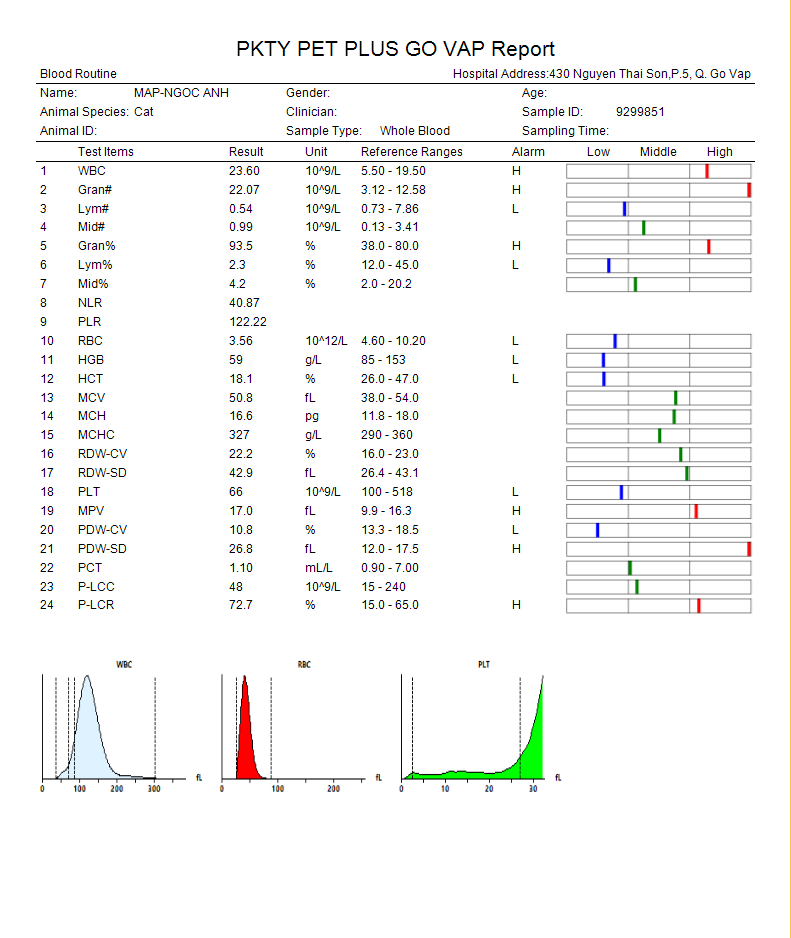 PKTY PET PLUS GO VAP Report
Blood Routine Hospital Address:430 Nguyen Thai Son,P.5, Q. Go Vap
Name: MAP-NGOC ANH Gender: Age:
Animal Species: Cat Clinician: Sample ID: 9299851
Animal ID: Sample Type: Whole Blood Sampling Time:
Test Items Result Unit Reference Ranges Alarm Low Middle High
1 WBC 23.60 10^9/L 5.50 - 19.50 H
2 Gran# 22.07 10^9/L 3.12 - 12.58 H
3 Lym# 0.54 10^9/L 0.73 - 7.86 L
4 Mid# 0.99 10^9/L 0.13 - 3.41
5 Gran% 93.5 % 38.0 - 80.0 H
6 Lym% 2.3 % 12.0 - 45.0 L
7 Mid% 4.2 % 2.0 - 20.2
8 NLR 40.87
9 PLR 122.22
10 RBC 3.56 10^12/L 4.60 - 10.20 L
11 HGB 59 g/L 85 - 153 L
12 HCT 18.1 % 26.0 - 47.0 L
13 MCV 50.8 fL 38.0 - 54.0
14 MCH 16.6 pg 11.8 - 18.0
15 MCHC 327 g/L 290 - 360
16 RDW-CV 22.2 % 16.0 - 23.0
17 RDW-SD 42.9 fL 26.4 - 43.1
18 PLT 66 10^9/L 100 - 518 L
19 MPV 17.0 fL 9.9 - 16.3 H
20 PDW-CV 10.8 % 13.3 - 18.5 L
21 PDW-SD 26.8 fL 12.0 - 17.5 H
22 PCT 1.10 mL/L 0.90 - 7.00
23 P-LCC 48 10^9/L 15 - 240
24 P-LCR 72.7 % 15.0 - 65.0 H
WBC RBC PLT
0 100 200 300 fL 0 100 200 fL 0 10 20 30 fL